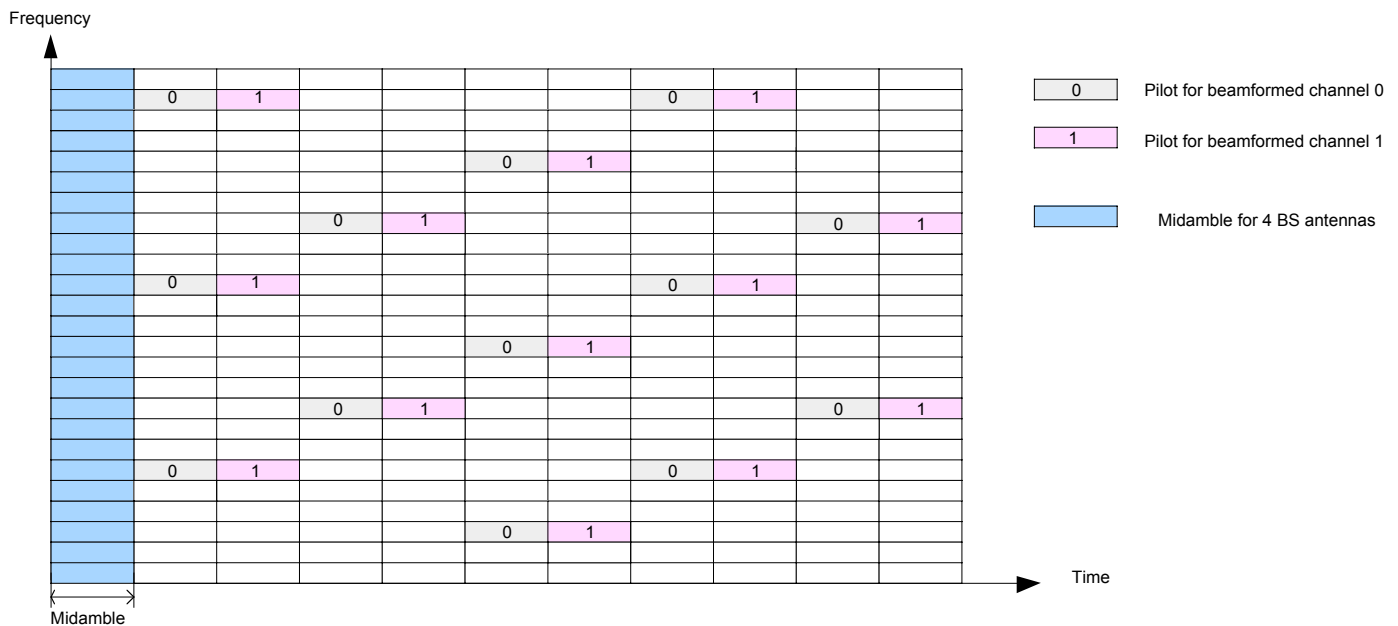 Frequency
0 1 0 1 0 Pilot for beamformed channel 0
1 Pilot for beamformed channel 1
0 1
0 1 0 1 Midamble for 4 BS antennas
0 1 0 1
0 1
0 1 0 1
0 1 0 1
0 1
Time
Midamble